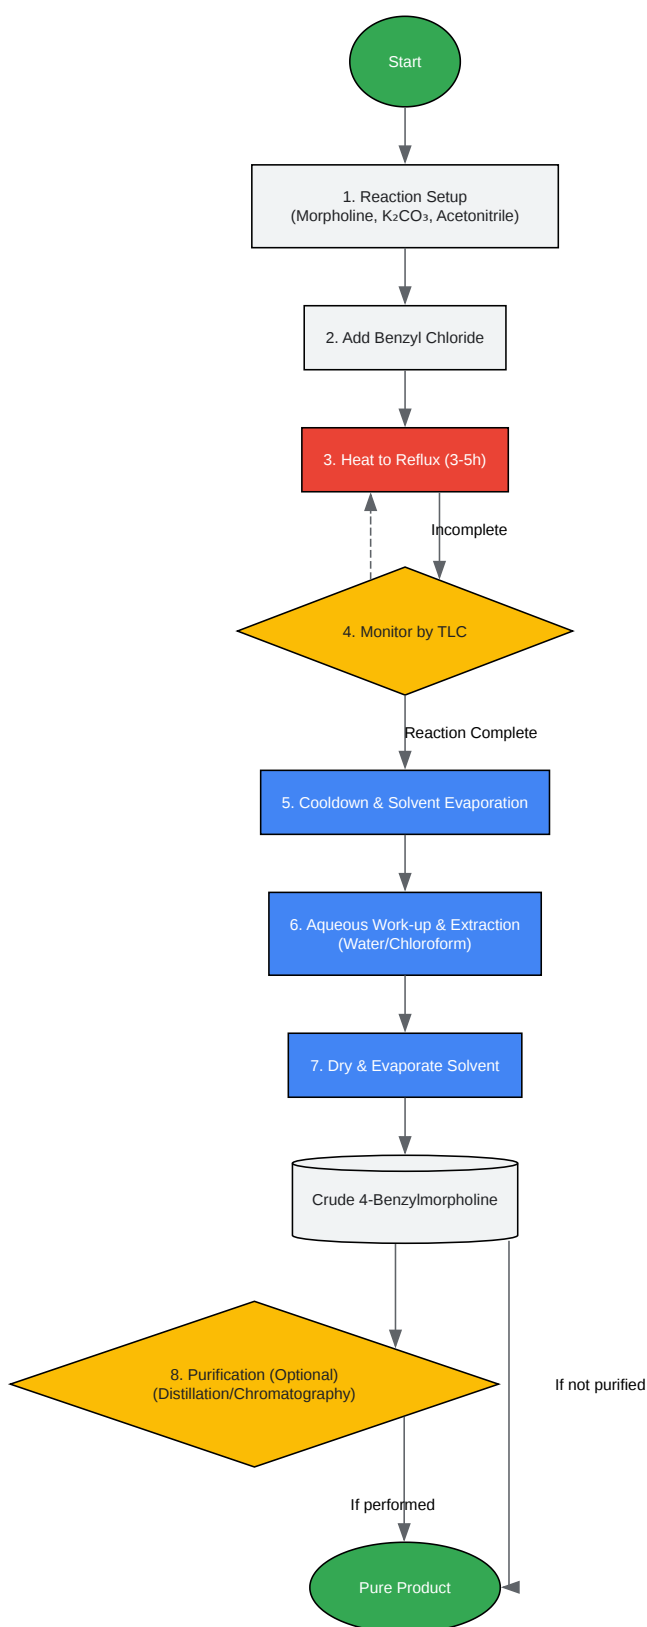 Start
1. Reaction Setup
(Morpholine, K₂CO₃, Acetonitrile)
2. Add Benzyl Chloride
3. Heat to Reflux (3-5h)
Incomplete
4. Monitor by TLC
Reaction Complete
5. Cooldown & Solvent Evaporation
6. Aqueous Work-up & Extraction
(Water/Chloroform)
7. Dry & Evaporate Solvent
Crude 4-Benzylmorpholine
8. Purification (Optional)
(Distillation/Chromatography)
If not purified
If performed
Pure Product